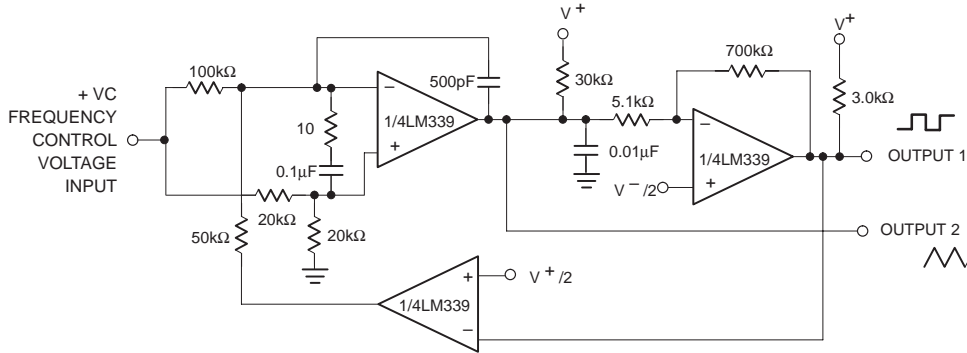 + VC
FREQUENCY
CONTROL
VOLTAGE
INPUT
100kΩ
10
0.1µF
20kΩ
20kΩ
50kΩ
500pF
−
1/4LM339
+
V+
30kΩ
5.1kΩ
0.01µF
700kΩ
−
1/4LM339
+
V−/2
V+
3.0kΩ
OUTPUT 1
OUTPUT 2
+
1/4LM339
−
V+/2